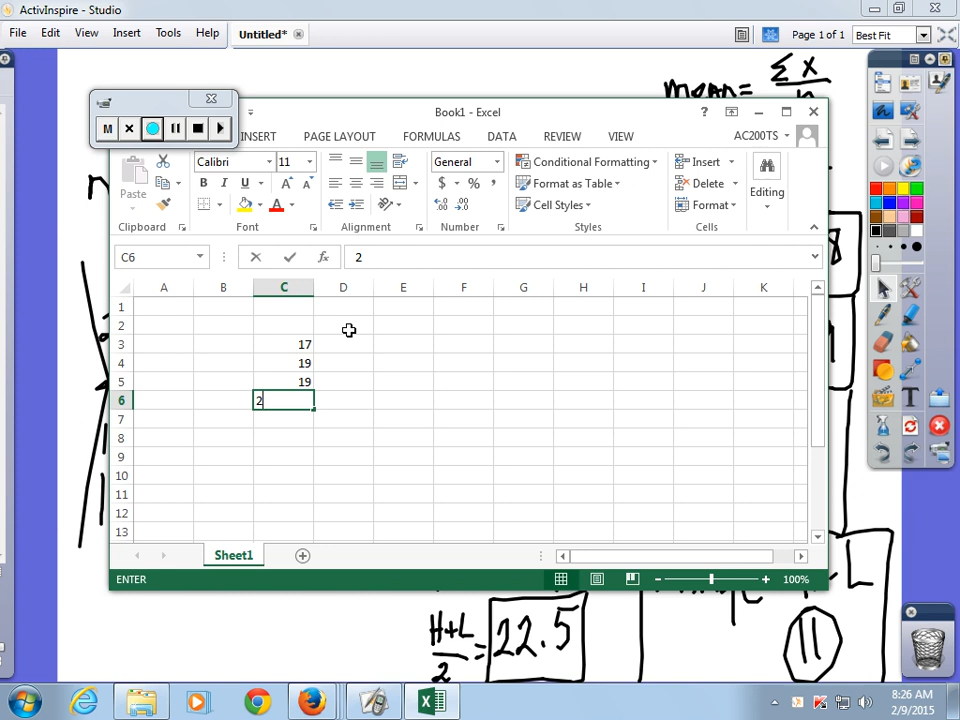 ActivInspire - Studio
File Edit View Insert Tools Help Untitled* Page 1 of 1 Best Fit
mean= Σx
Book1 - Excel
INSERT PAGE LAYOUT FORMULAS DATA REVIEW VIEW AC200TS
M
Paste Calibri 11 General Conditional Formatting Insert
B I U A A $ % Format as Table Delete Editing
A Cell Styles Format
Clipboard Font Alignment Number Styles Cells
C6 fx 2
A B C D E F G H I J K
1
2
3 17
4 19
5 19
6 2
7
8
9
10
11
12
13
Sheet1
ENTER 100%
H+L/2 = 22.5
L
11
8:26 AM
2/9/2015